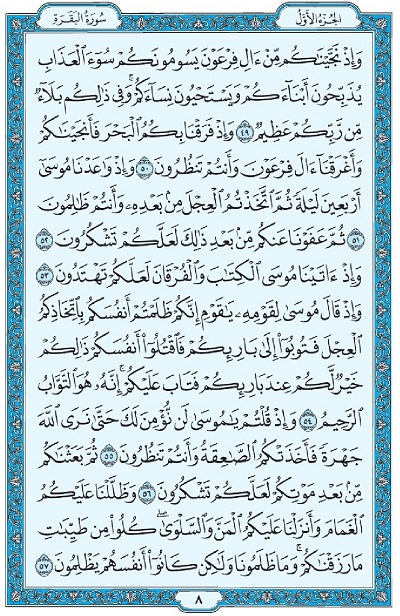 الجزء الأول
سورة البقرة
وَإِذْ نَجَّيْنَٰكُم مِّنْ ءَالِ فِرْعَوْنَ يَسُومُونَكُمْ سُوٓءَ ٱلْعَذَابِ
يُذَبِّحُونَ أَبْنَآءَكُمْ وَيَسْتَحْيُونَ نِسَآءَكُمْ ۚ وَفِى ذَٰلِكُم بَلَآءٌ
مِّن رَّبِّكُمْ عَظِيمٌ ٤٩ وَإِذْ فَرَقْنَا بِكُمُ ٱلْبَحْرَ فَأَنجَيْنَٰكُمْ
وَأَغْرَقْنَآ ءَالَ فِرْعَوْنَ وَأَنتُمْ تَنظُرُونَ ٥٠ وَإِذْ وَٰعَدْنَا مُوسَىٰٓ
أَرْبَعِينَ لَيْلَةً ثُمَّ ٱتَّخَذْتُمُ ٱلْعِجْلَ مِنۢ بَعْدِهِۦ وَأَنتُمْ ظَٰلِمُونَ
٥١ ثُمَّ عَفَوْنَا عَنكُم مِّنۢ بَعْدِ ذَٰلِكَ لَعَلَّكُمْ تَشْكُرُونَ ٥٢
وَإِذْ ءَاتَيْنَا مُوسَى ٱلْكِتَٰبَ وَٱلْفُرْقَانَ لَعَلَّكُمْ تَهْتَدُونَ ٥٣
وَإِذْ قَالَ مُوسَىٰ لِقَوْمِهِۦ يَٰقَوْمِ إِنَّكُمْ ظَلَمْتُمْ أَنفُسَكُم بِٱتِّخَاذِكُمُ
ٱلْعِجْلَ فَتُوبُوٓا۟ إِلَىٰ بَارِئِكُمْ فَٱقْتُلُوٓا۟ أَنفُسَكُمْ ذَٰلِكُمْ
خَيْرٌ لَّكُمْ عِندَ بَارِئِكُمْ فَتَابَ عَلَيْكُمْ ۚ إِنَّهُۥ هُوَ ٱلتَّوَّابُ
ٱلرَّحِيمُ ٥٤ وَإِذْ قُلْتُمْ يَٰمُوسَىٰ لَن نُّؤْمِنَ لَكَ حَتَّىٰ نَرَى ٱللَّهَ
جَهْرَةً فَأَخَذَتْكُمُ ٱلصَّٰعِقَةُ وَأَنتُمْ تَنظُرُونَ ٥٥ ثُمَّ بَعَثْنَٰكُم
مِّنۢ بَعْدِ مَوْتِكُمْ لَعَلَّكُمْ تَشْكُرُونَ ٥٦ وَظَلَّلْنَا عَلَيْكُمُ
ٱلْغَمَامَ وَأَنزَلْنَا عَلَيْكُمُ ٱلْمَنَّ وَٱلسَّلْوَىٰ ۖ كُلُوا۟ مِن طَيِّبَٰتِ
مَا رَزَقْنَٰكُمْ ۖ وَمَا ظَلَمُونَا وَلَٰكِن كَانُوٓا۟ أَنفُسَهُمْ يَظْلِمُونَ ٥٧
٨